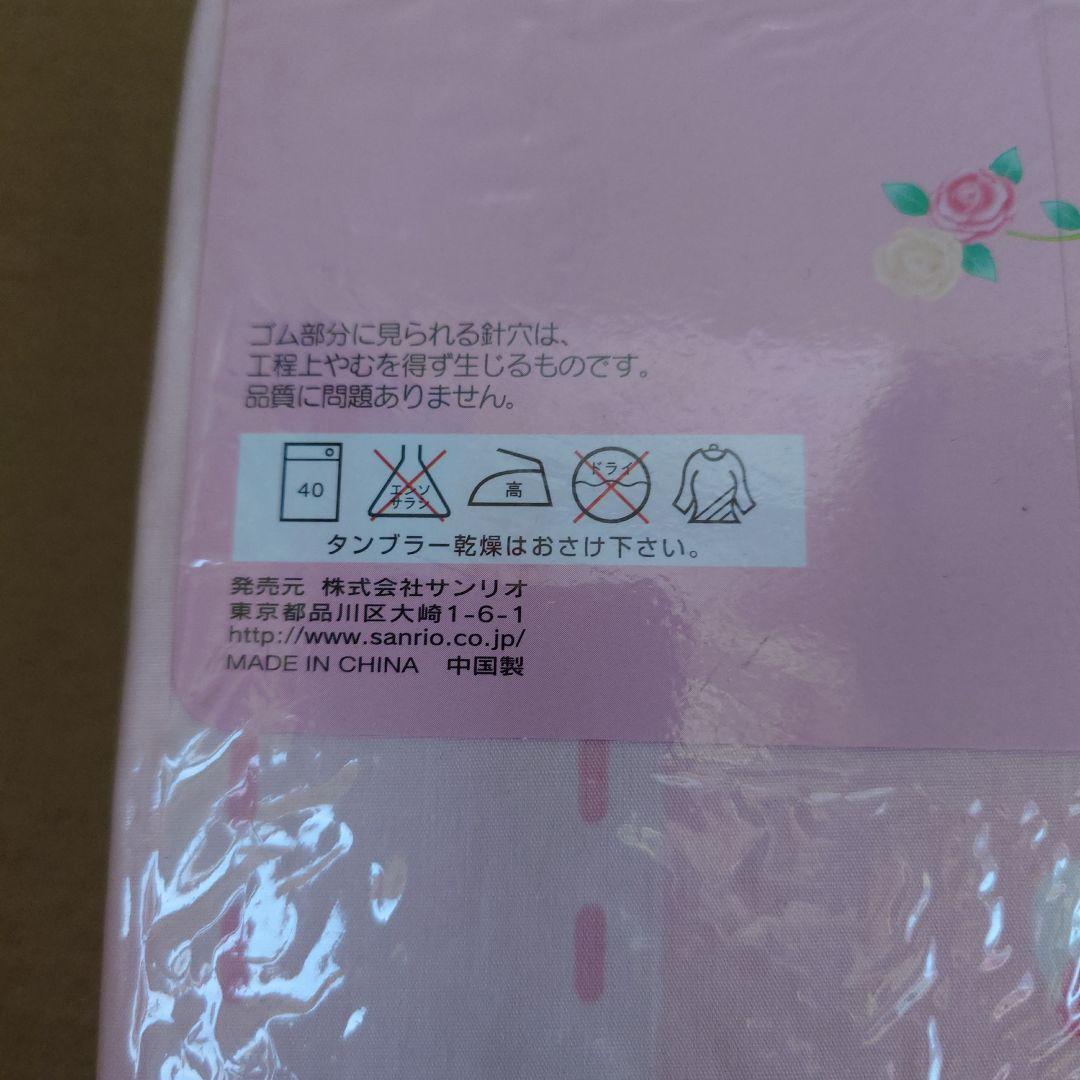 ゴム部分に見られる針穴は、
工程上やむを得ず生じるものです。
品質に問題ありません。
40
エンソ
サラシ
高
ドライ
タンブラー乾燥はおさけ下さい。
発売元 株式会社サンリオ
東京都品川区大崎1-6-1
http://www.sanrio.co.jp/
MADE IN CHINA 中国製